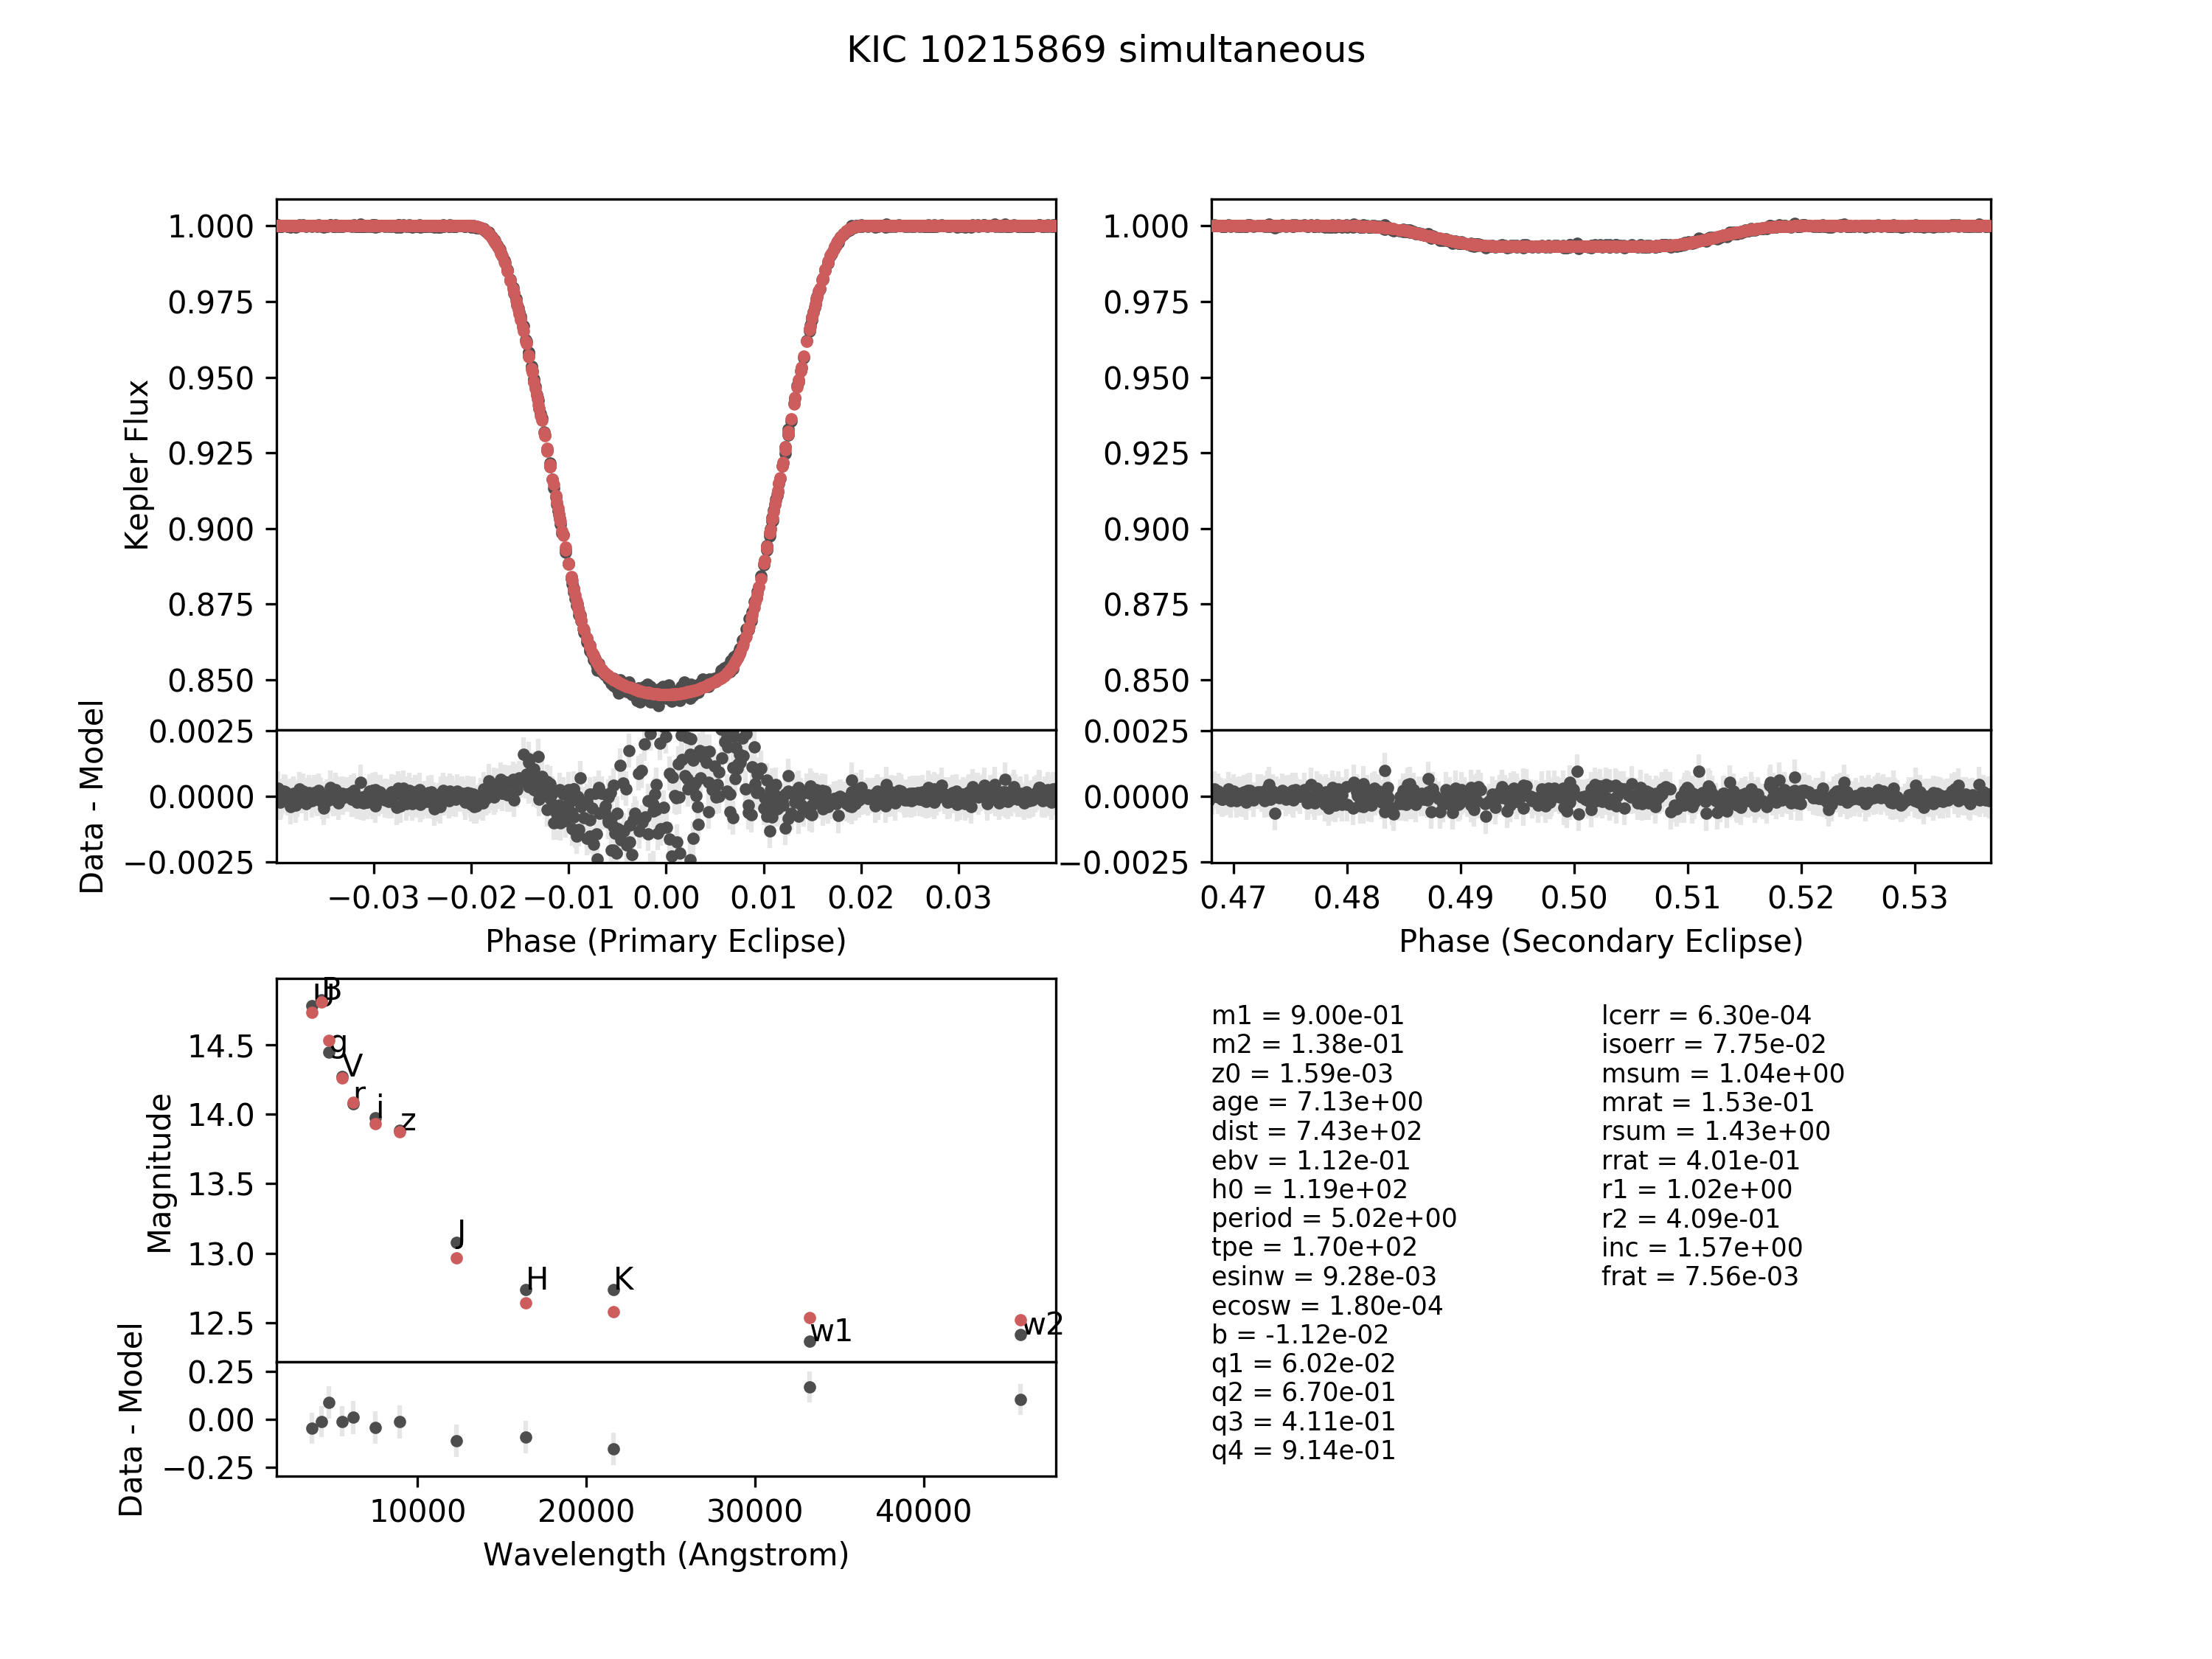 KIC 10215869 simultaneous
Kepler Flux
1.000
0.975
0.950
0.925
0.900
0.875
0.850
Data - Model
0.0025
0.0000
−0.0025
−0.03 −0.02 −0.01 0.00 0.01 0.02 0.03
Phase (Primary Eclipse)
1.000
0.975
0.950
0.925
0.900
0.875
0.850
0.0025
0.0000
−0.0025
0.47 0.48 0.49 0.50 0.51 0.52 0.53
Phase (Secondary Eclipse)
Magnitude
14.5
14.0
13.5
13.0
12.5
B
g
V
r
i
z
J
H
K
w1
w2
Data - Model
0.25
0.00
−0.25
10000 20000 30000 40000
Wavelength (Angstrom)
m1 = 9.00e-01
m2 = 1.38e-01
z0 = 1.59e-03
age = 7.13e+00
dist = 7.43e+02
ebv = 1.12e-01
h0 = 1.19e+02
period = 5.02e+00
tpe = 1.70e+02
esinw = 9.28e-03
ecosw = 1.80e-04
b = -1.12e-02
q1 = 6.02e-02
q2 = 6.70e-01
q3 = 4.11e-01
q4 = 9.14e-01
lcerr = 6.30e-04
isoerr = 7.75e-02
msum = 1.04e+00
mrat = 1.53e-01
rsum = 1.43e+00
rrat = 4.01e-01
r1 = 1.02e+00
r2 = 4.09e-01
inc = 1.57e+00
frat = 7.56e-03